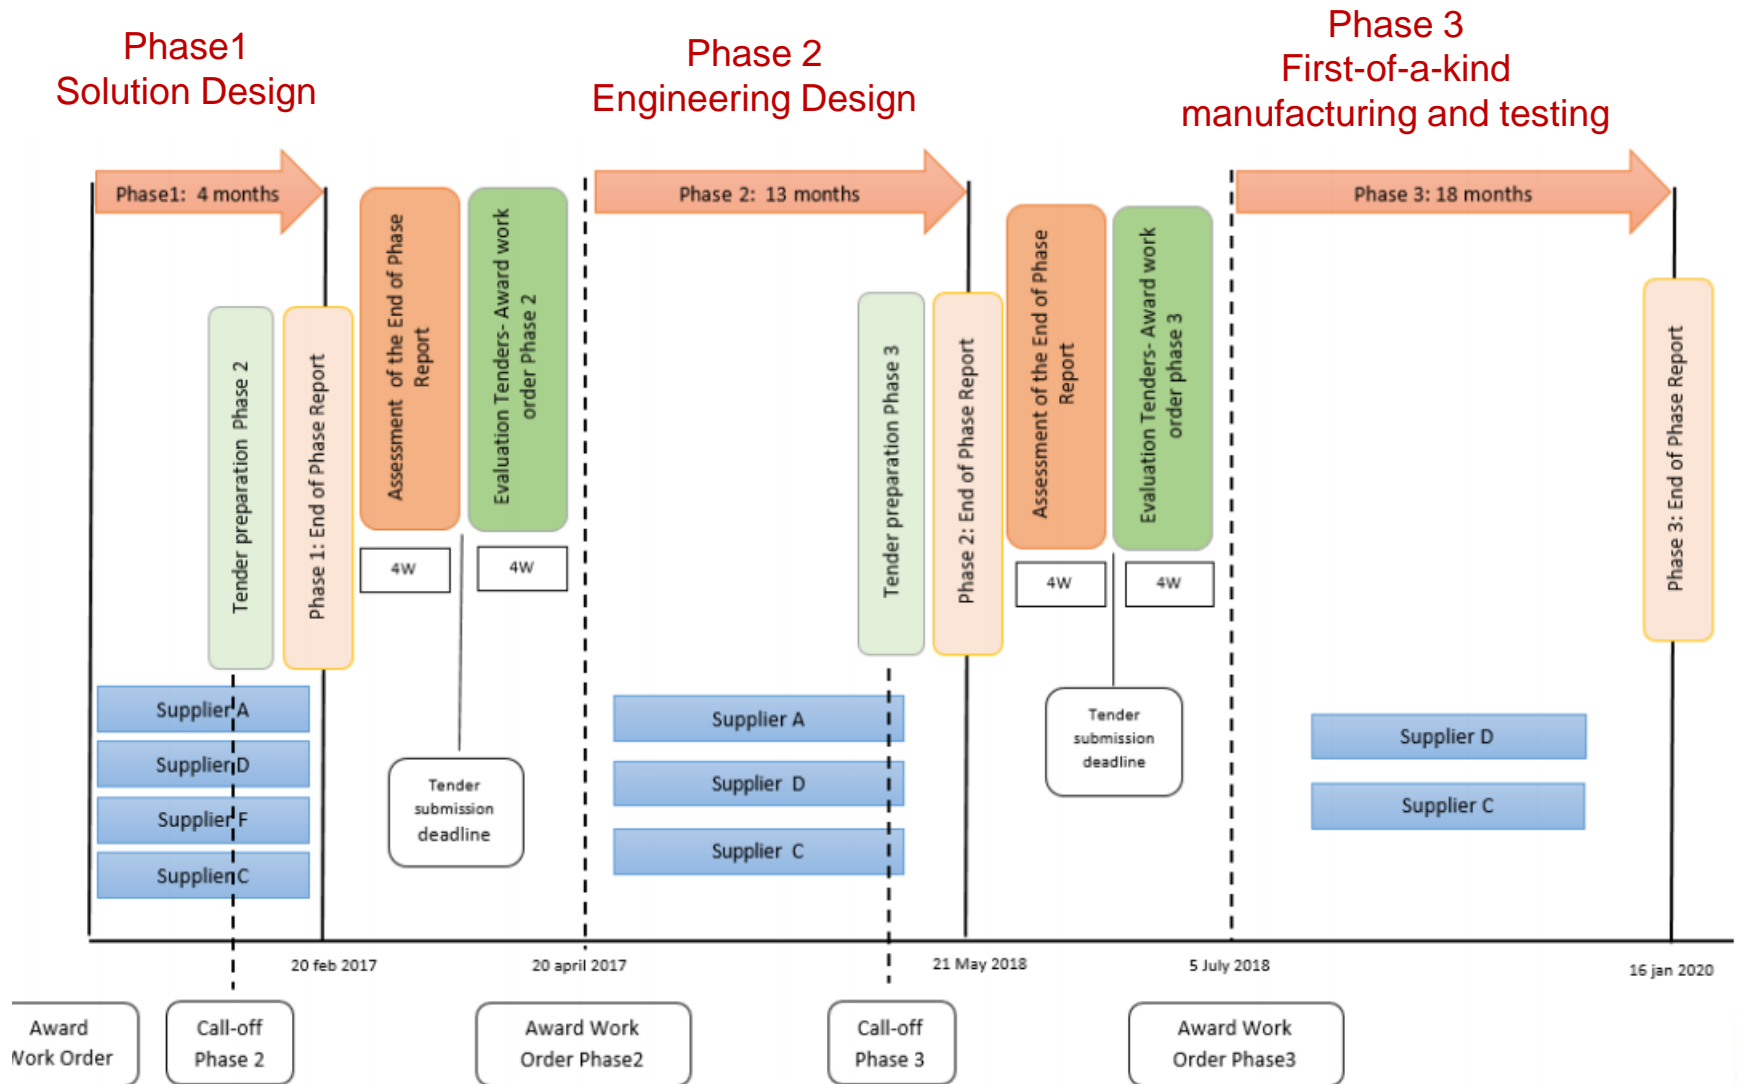 Phase1
Solution Design
Phase 2
Engineering Design
Phase 3
First-of-a-kind
manufacturing and testing
Phase1: 4 months
Phase 2: 13 months
Phase 3: 18 months
Tender preparation Phase 2
Phase 1: End of Phase Report
Assessment of the End of Phase
Report
Evaluation Tenders- Award work
order Phase 2
Tender preparation Phase 3
Phase 2: End of Phase Report
Assessment of the End of Phase
Report
Evaluation Tenders- Award work
order phase 3
Phase 3: End of Phase Report
4W
4W
4W
4W
Supplier A
Supplier D
Supplier F
Supplier C
Tender
submission
deadline
Supplier A
Supplier D
Supplier C
Tender
submission
deadline
Supplier D
Supplier C
20 feb 2017
20 april 2017
21 May 2018
5 July 2018
16 jan 2020
Award
Work Order
Call-off
Phase 2
Award Work
Order Phase2
Call-off
Phase 3
Award Work
Order Phase3